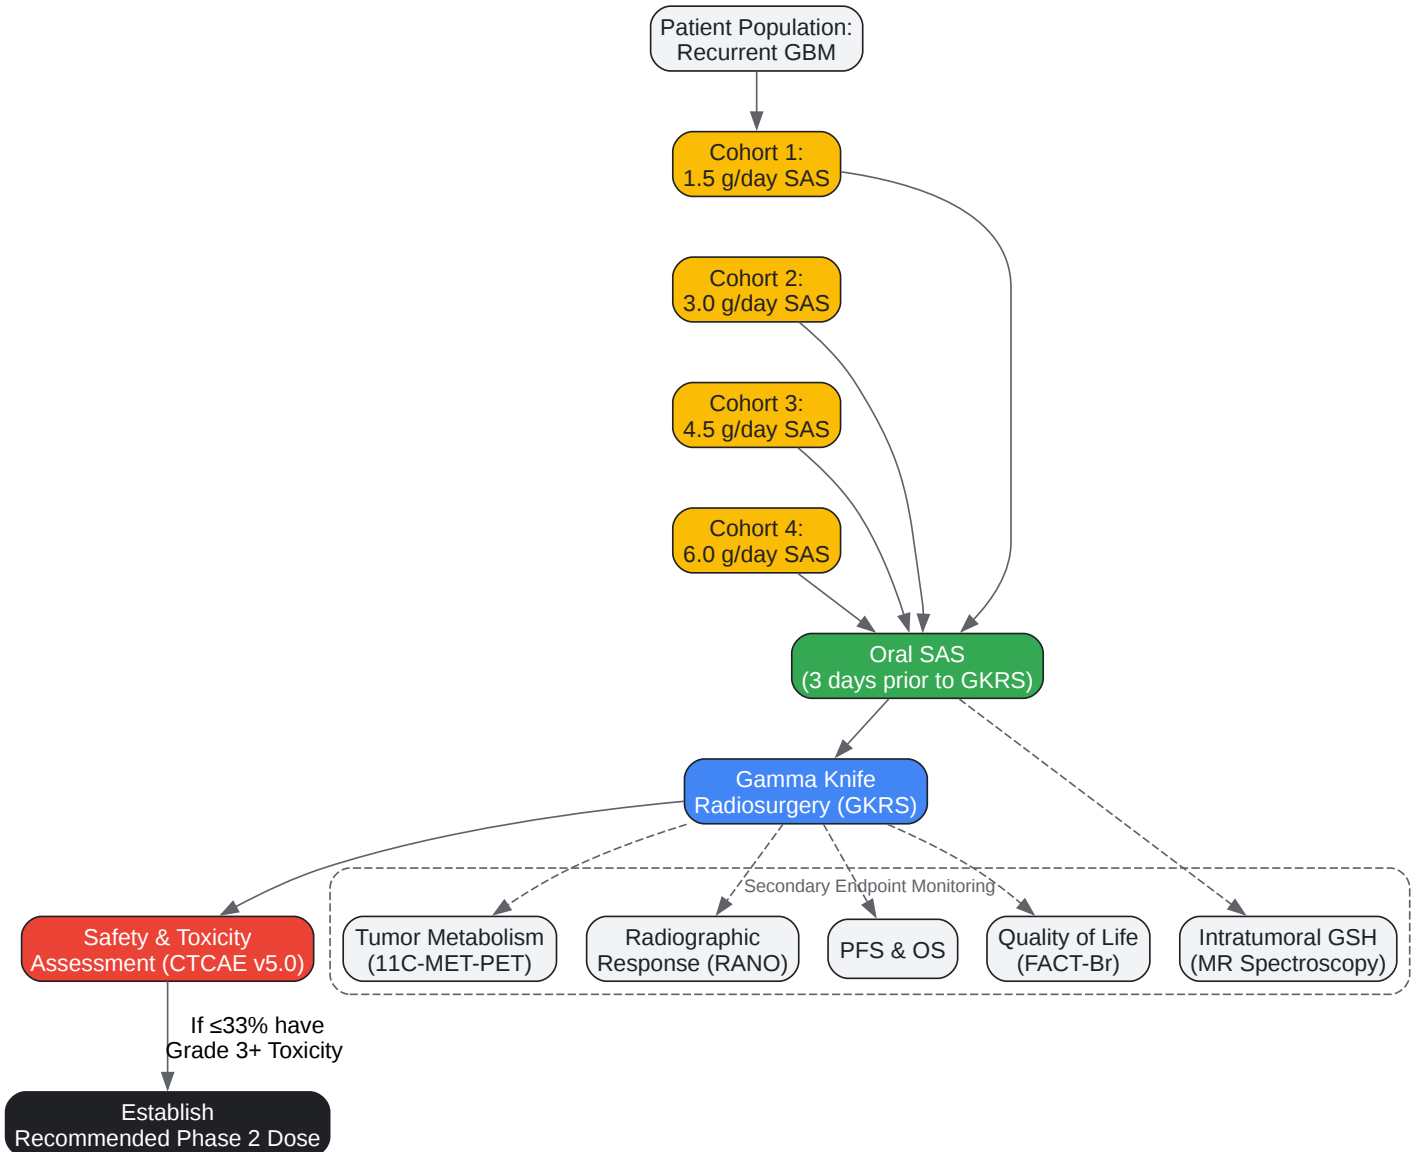 Patient Population:
Recurrent GBM
Cohort 1:
1.5 g/day SAS
Cohort 2:
3.0 g/day SAS
Cohort 3:
4.5 g/day SAS
Cohort 4:
6.0 g/day SAS
Oral SAS
(3 days prior to GKRS)
Gamma Knife
Radiosurgery (GKRS)
Secondary Endpoint Monitoring
Safety & Toxicity
Assessment (CTCAE v5.0)
Tumor Metabolism
(11C-MET-PET)
Radiographic
Response (RANO)
PFS & OS
Quality of Life
(FACT-Br)
Intratumoral GSH
(MR Spectroscopy)
If ≤33% have
Grade 3+ Toxicity
Establish
Recommended Phase 2 Dose